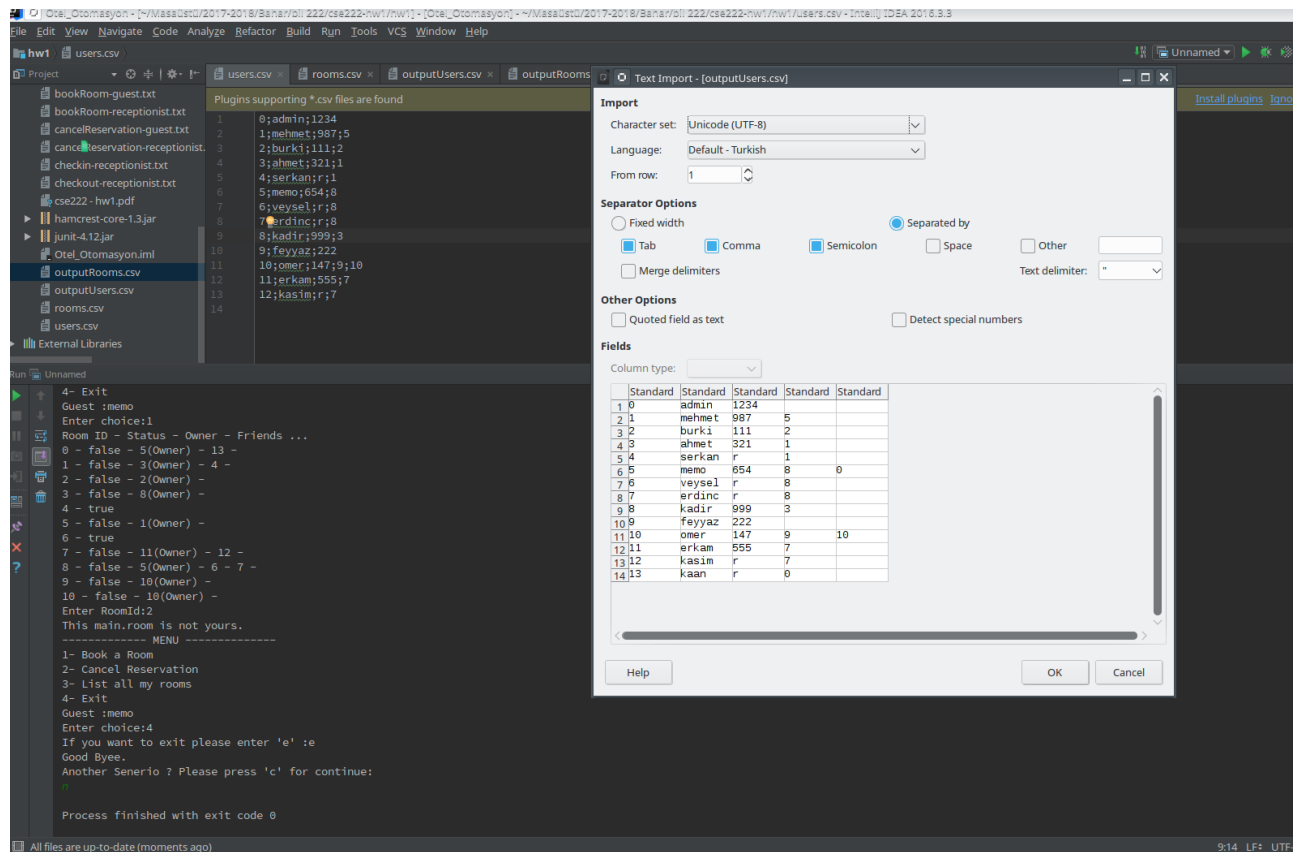 Otel_Otomasyon - [~/Masaüstü/2017-2018/Bahar/bil 222/cse222-hw1/hw1] - [Otel_Otomasyon] - ~/Masaüstü/2017-2018/Bahar/bil 222/cse222-hw1/hw1/users.csv - IntelliJ IDEA 2016.3.3
File Edit View Navigate Code Analyze Refactor Build Run Tools VCS Window Help
hw1 users.csv Unnamed
Project users.csv rooms.csv outputUsers.csv outputRooms
Plugins supporting *.csv files are found Install plugins Igno
bookRoom-guest.txt
bookRoom-receptionist.txt
cancelReservation-guest.txt
checkin-receptionist.txt
checkout-receptionist.txt
cse222 - hw1.pdf
hamcrest-core-1.3.jar
junit-4.12.jar
Otel_Otomasyon.iml
outputRooms.csv
outputUsers.csv
rooms.csv
users.csv
External Libraries
1 0;admin;1234
2 1;mehmet;987;5
3 2;burki;111;2
4 3;ahmet;321;1
5 4;serkan;r;1
6 5;memo;654;8
7 6;veysel;r;8
8 7;erdinc;r;8
9 8;kadir;999;3
10 9;feyyaz;222
11 10;omer;147;9;10
12 11;erkam;555;7
13 12;kasim;r;7
14
Run Unnamed
4- Exit
Guest :memo
Enter choice:1
Room ID - Status - Owner - Friends ...
0 - false - 5(Owner) - 13 -
1 - false - 3(Owner) - 4 -
2 - false - 2(Owner) -
3 - false - 8(Owner) -
4 - true
5 - false - 1(Owner) -
6 - true
7 - false - 11(Owner) - 12 -
8 - false - 5(Owner) - 6 - 7 -
9 - false - 10(Owner) -
10 - false - 10(Owner) -
Enter RoomId:2
This main.room is not yours.
------------- MENU --------------
1- Book a Room
2- Cancel Reservation
3- List all my rooms
4- Exit
Guest :memo
Enter choice:4
If you want to exit please enter 'e' :e
Good Byee.
Another Senerio ? Please press 'c' for continue:
n
Process finished with exit code 0
All files are up-to-date (moments ago) 9:14 LF÷ UTF-
Text Import - [outputUsers.csv]
Import
Character set: Unicode (UTF-8)
Language: Default - Turkish
From row: 1
Separator Options
Fixed width Separated by
Tab Comma Semicolon Space Other
Merge delimiters Text delimiter: "
Other Options
Quoted field as text Detect special numbers
Fields
Column type:
Standard Standard Standard Standard Standard
1 0 admin 1234
2 1 mehmet 987 5
3 2 burki 111 2
4 3 ahmet 321 1
5 4 serkan r 1
6 5 memo 654 8 0
7 6 veysel r 8
8 7 erdinc r 8
9 8 kadir 999 3
10 9 feyyaz 222
11 10 omer 147 9 10
12 11 erkam 555 7
13 12 kasim r 7
14 13 kaan r 0
Help OK Cancel